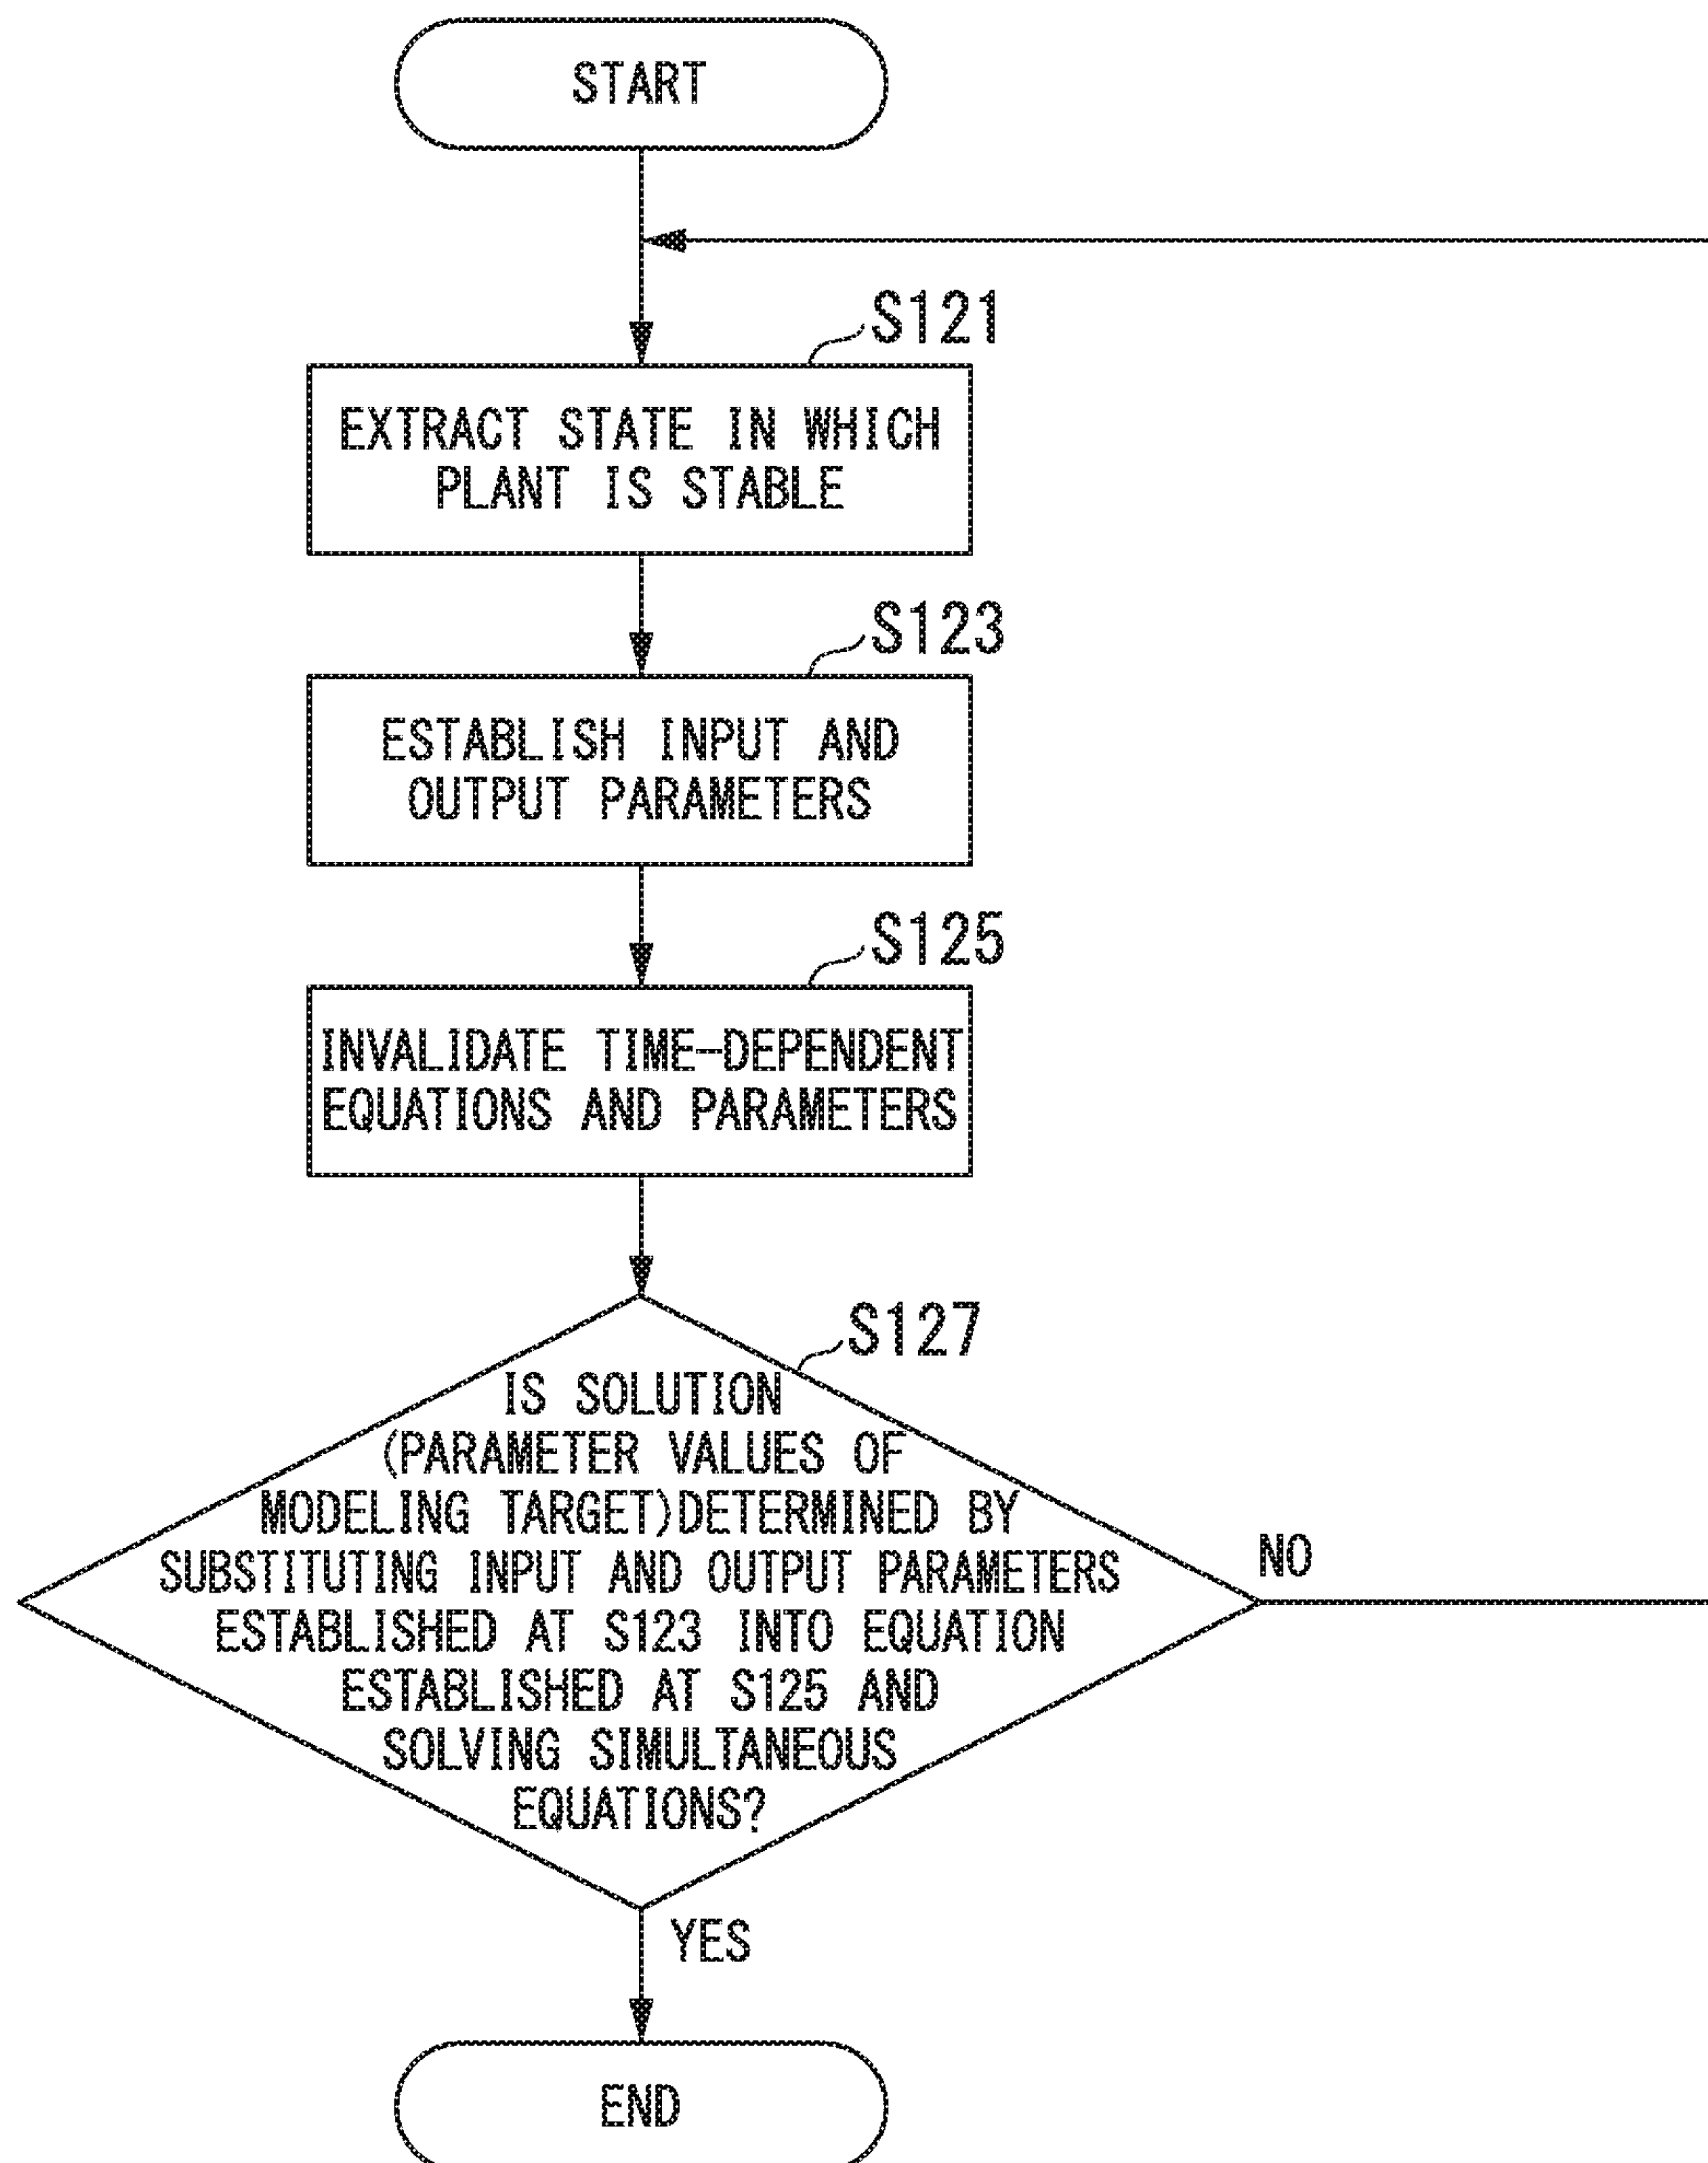 START
S121
EXTRACT STATE IN WHICH
PLANT IS STABLE
S123
ESTABLISH INPUT AND
OUTPUT PARAMETERS
S125
INVALIDATE TIME-DEPENDENT
EQUATIONS AND PARAMETERS
S127
IS SOLUTION
(PARAMETER VALUES OF
MODELING TARGET)DETERMINED BY
SUBSTITUTING INPUT AND OUTPUT PARAMETERS
ESTABLISHED AT S123 INTO EQUATION
ESTABLISHED AT S125 AND
SOLVING SIMULTANEOUS
EQUATIONS?
NO
YES
END